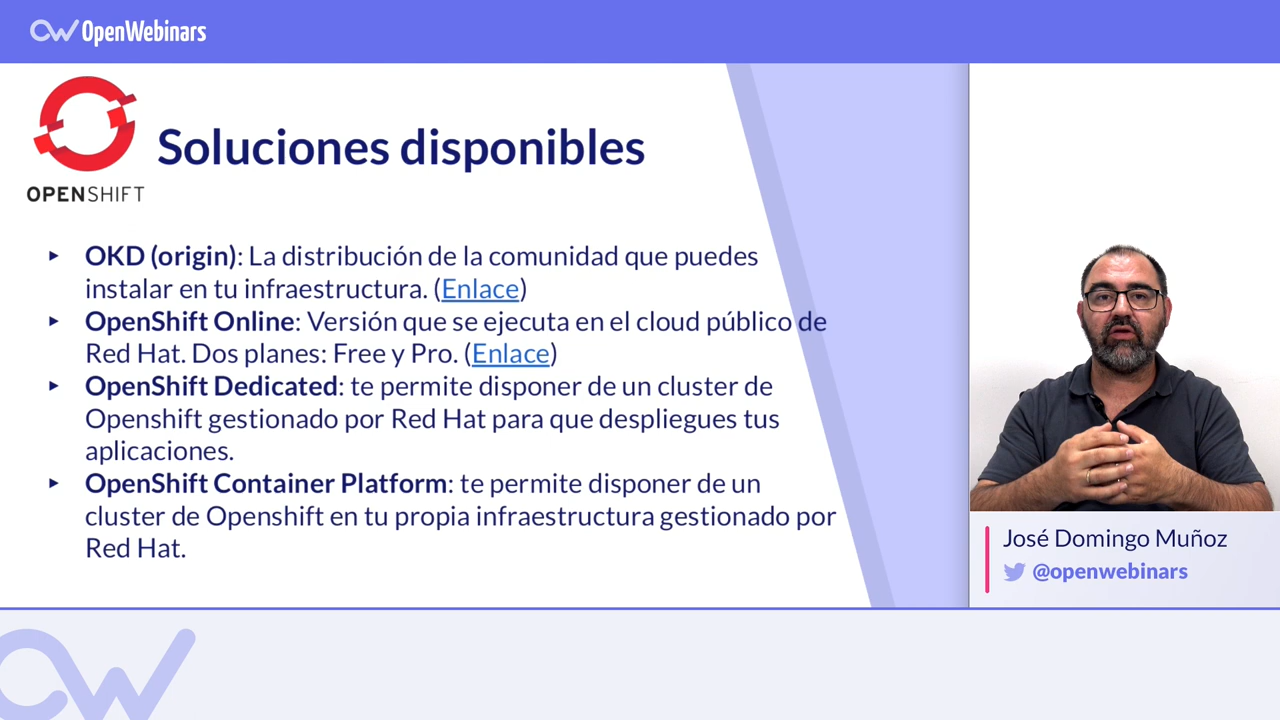 OpenWebinars
OPENSHIFT
Soluciones disponibles
▸ OKD (origin): La distribución de la comunidad que puedes
instalar en tu infraestructura. (Enlace)
▸ OpenShift Online: Versión que se ejecuta en el cloud público de
Red Hat. Dos planes: Free y Pro. (Enlace)
▸ OpenShift Dedicated: te permite disponer de un cluster de
Openshift gestionado por Red Hat para que despliegues tus
aplicaciones.
▸ OpenShift Container Platform: te permite disponer de un
cluster de Openshift en tu propia infraestructura gestionado por
Red Hat.
José Domingo Muñoz
@openwebinars